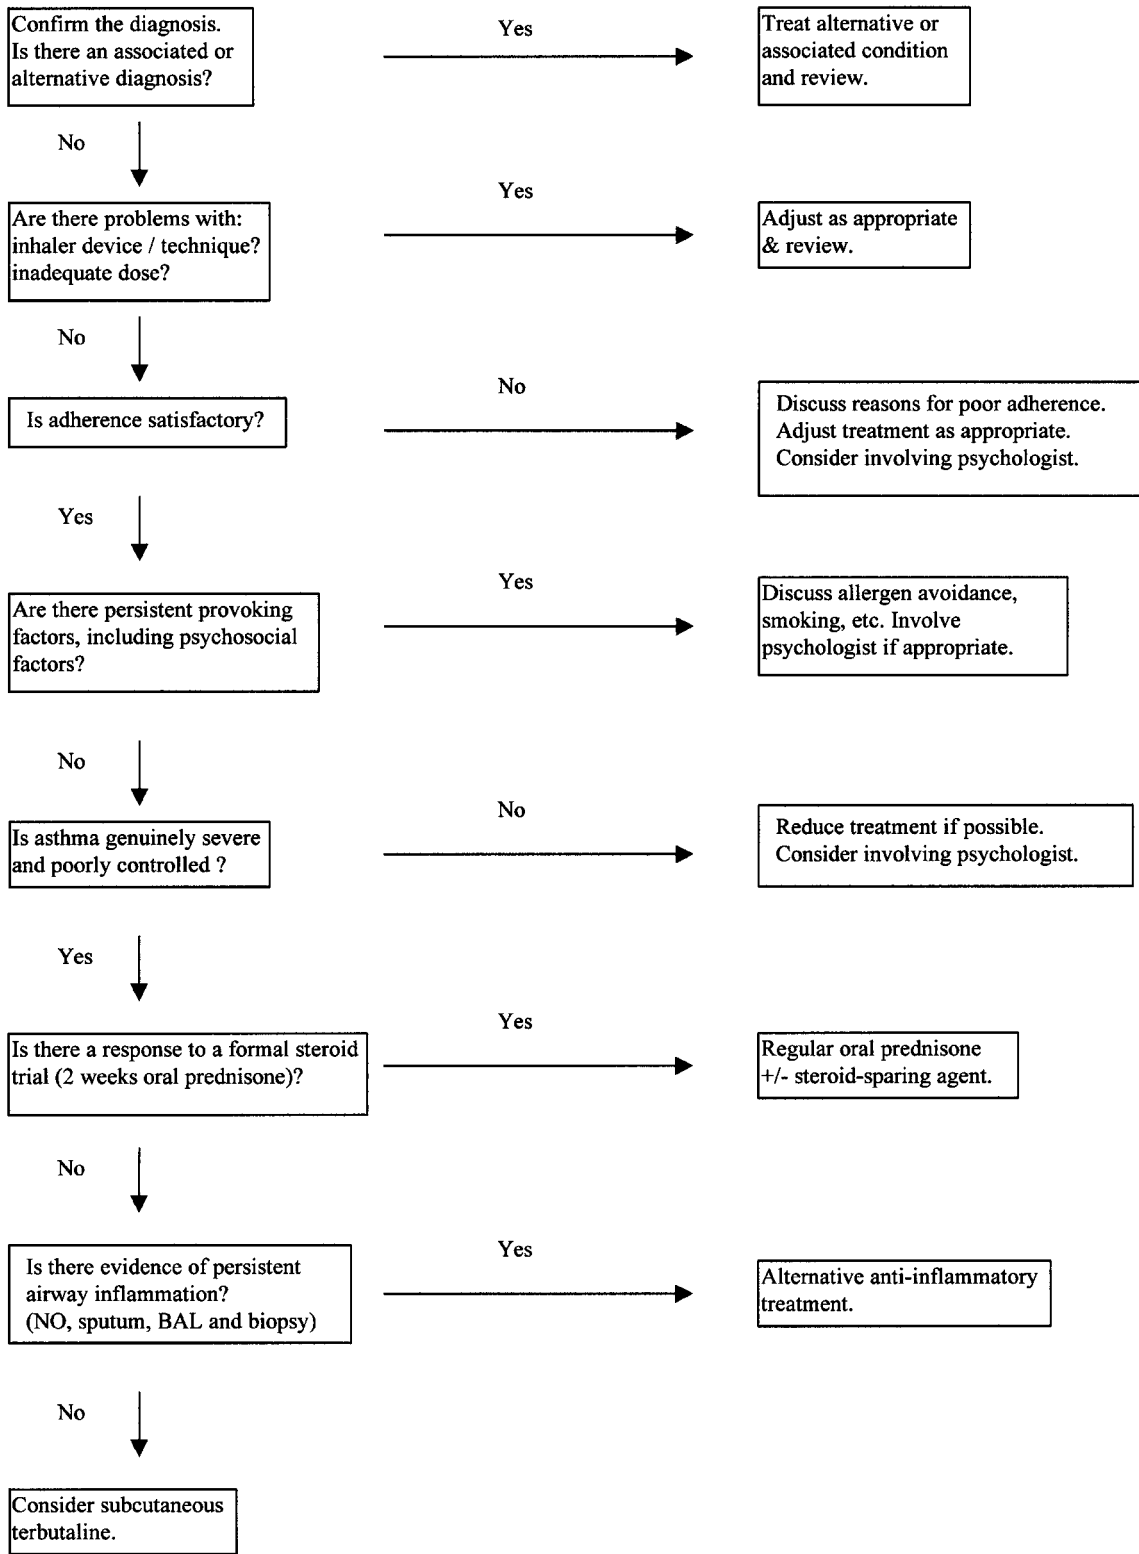 Confirm the diagnosis.
Is there an associated or
alternative diagnosis?
Yes
Treat alternative or
associated condition
and review.
No
Are there problems with:
inhaler device / technique?
inadequate dose?
Yes
Adjust as appropriate
& review.
No
Is adherence satisfactory?
No
Discuss reasons for poor adherence.
Adjust treatment as appropriate.
Consider involving psychologist.
Yes
Are there persistent provoking
factors, including psychosocial
factors?
Yes
Discuss allergen avoidance,
smoking, etc. Involve
psychologist if appropriate.
No
Is asthma genuinely severe
and poorly controlled ?
No
Reduce treatment if possible.
Consider involving psychologist.
Yes
Is there a response to a formal steroid
trial (2 weeks oral prednisone)?
Yes
Regular oral prednisone
+/- steroid-sparing agent.
No
Is there evidence of persistent
airway inflammation?
(NO, sputum, BAL and biopsy)
Yes
Alternative anti-inflammatory
treatment.
No
Consider subcutaneous
terbutaline.